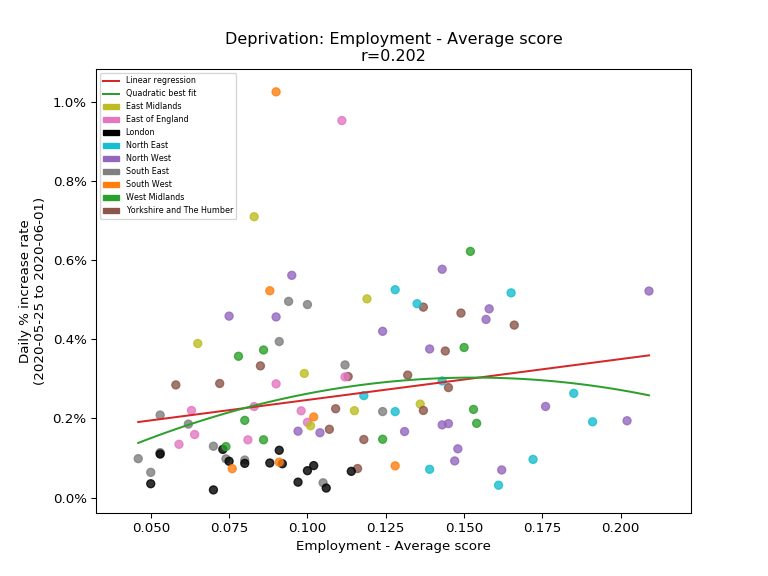 Deprivation: Employment - Average score
r=0.202
Linear regression
Quadratic best fit
East Midlands
East of England
London
North East
North West
South East
South West
West Midlands
Yorkshire and The Humber
1.0%
0.8%
0.6%
0.4%
0.2%
0.0%
Daily % increase rate
(2020-05-25 to 2020-06-01)
0.050 0.075 0.100 0.125 0.150 0.175 0.200
Employment - Average score